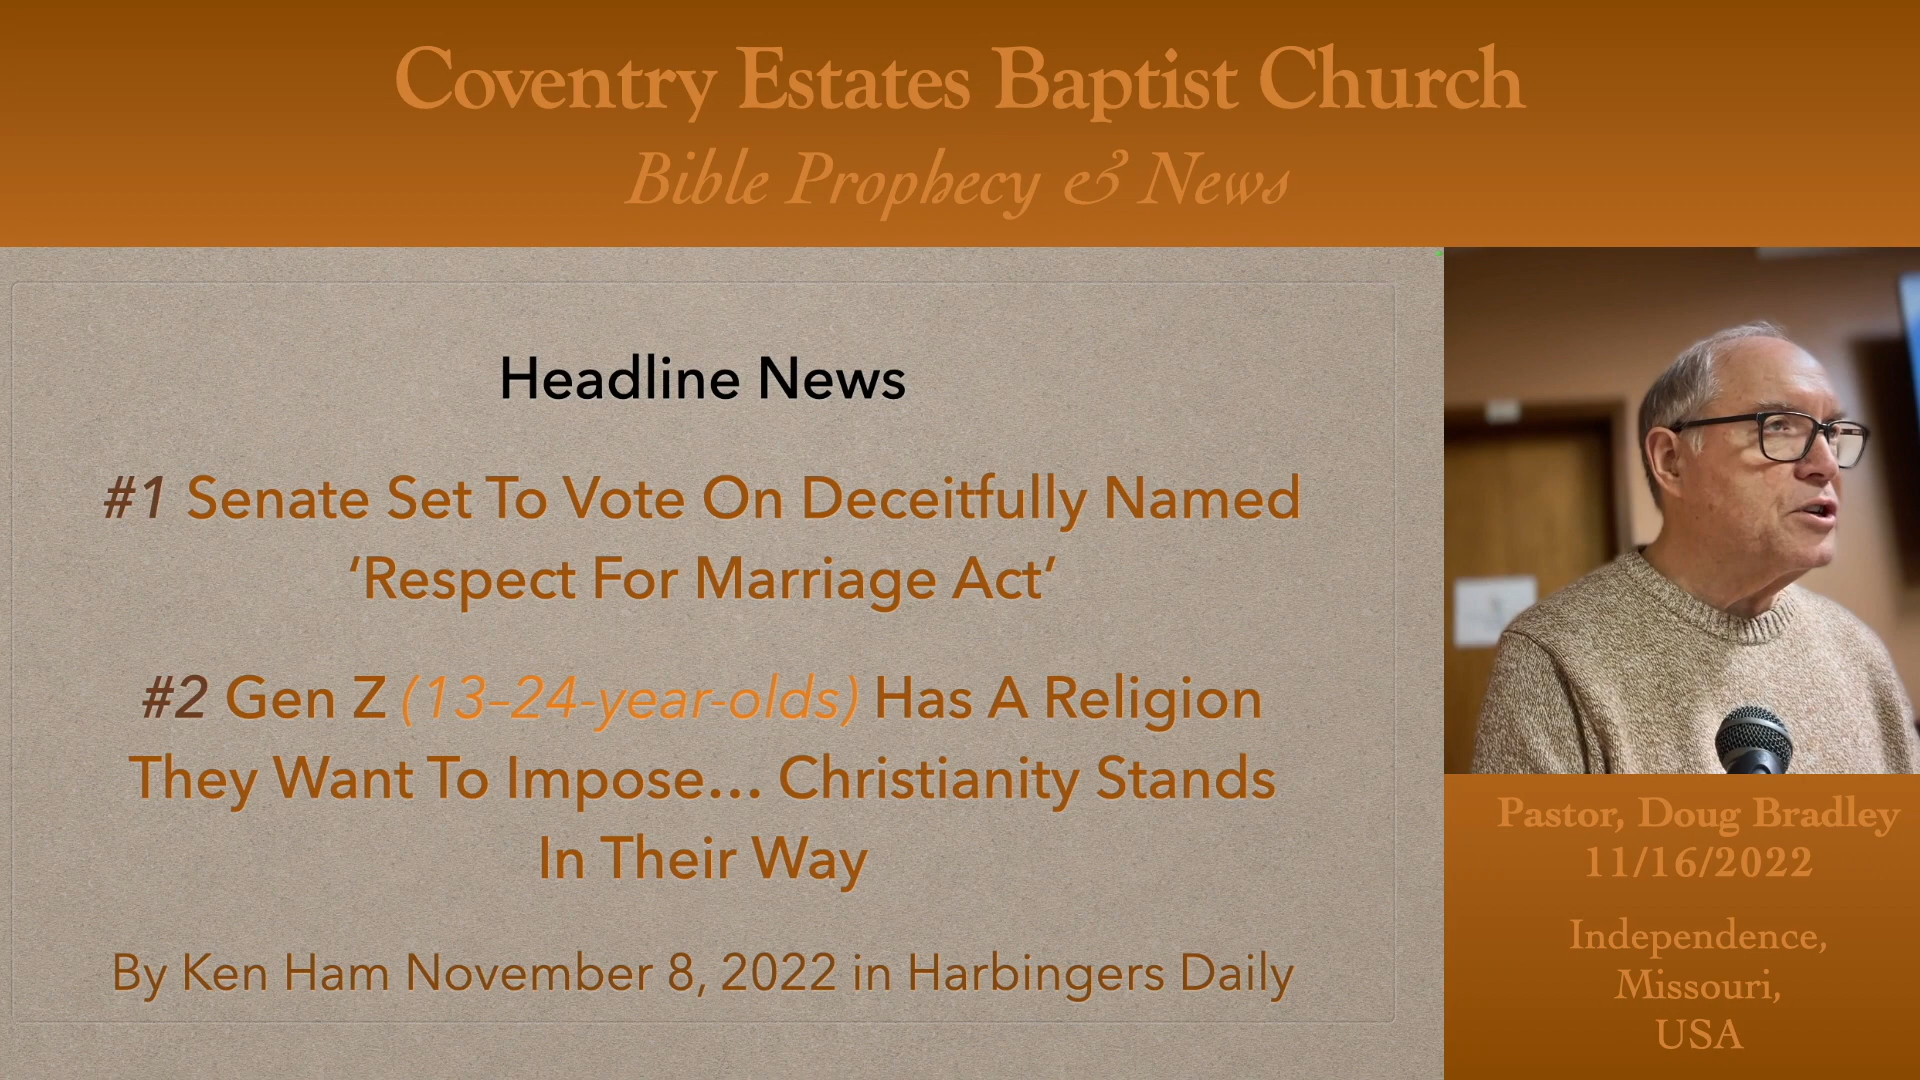 Coventry Estates Baptist Church
Bible Prophecy & News
Headline News
#1 Senate Set To Vote On Deceitfully Named
‘Respect For Marriage Act’
#2 Gen Z (13–24-year-olds) Has A Religion
They Want To Impose… Christianity Stands
In Their Way
By Ken Ham November 8, 2022 in Harbingers Daily
Pastor, Doug Bradley
11/16/2022
Independence,
Missouri,
USA